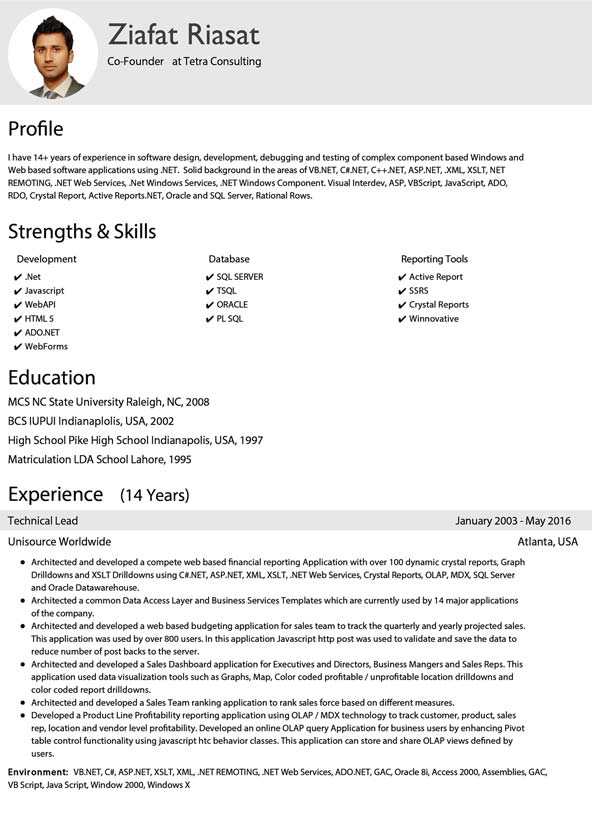 Ziafat Riasat
Co-Founder at Tetra Consulting
Profile
I have 14+ years of experience in software design, development, debugging and testing of complex component based Windows and
Web based software applications using .NET. Solid background in the areas of VB.NET, C#.NET, C++.NET, ASP.NET, .XML, XSLT, NET
REMOTING, .NET Web Services, .Net Windows Services, .NET Windows Component. Visual Interdev, ASP, VBScript, JavaScript, ADO,
RDO, Crystal Report, Active Reports.NET, Oracle and SQL Server, Rational Rows.
Strengths & Skills
Development Database Reporting Tools
✔ .Net ✔ SQL SERVER ✔ Active Report
✔ Javascript ✔ TSQL ✔ SSRS
✔ WebAPI ✔ ORACLE ✔ Crystal Reports
✔ HTML 5 ✔ PL SQL ✔ Winnovative
✔ ADO.NET
✔ WebForms
Education
MCS NC State University Raleigh, NC, 2008
BCS IUPUI Indianaplolis, USA, 2002
High School Pike High School Indianapolis, USA, 1997
Matriculation LDA School Lahore, 1995
Experience (14 Years)
Technical Lead January 2003 - May 2016
Unisource Worldwide Atlanta, USA
• Architected and developed a compete web based financial reporting Application with over 100 dynamic crystal reports, Graph
Drilldowns and XSLT Drilldowns using C#.NET, ASP.NET, XML, XSLT, .NET Web Services, Crystal Reports, OLAP, MDX, SQL Server
and Oracle Datawarehouse.
• Architected a common Data Access Layer and Business Services Templates which are currently used by 14 major applications
of the company.
• Architected and developed a web based budgeting application for sales team to track the quarterly and yearly projected sales.
This application was used by over 800 users. In this application Javascript http post was used to validate and save the data to
reduce number of post backs to the server.
• Architected and developed a Sales Dashboard application for Executives and Directors, Business Mangers and Sales Reps. This
application used data visualization tools such as Graphs, Map, Color coded profitable / unprofitable location drilldowns and
color coded report drilldowns.
• Architected and developed a Sales Team ranking application to rank sales force based on different measures.
• Developed a Product Line Profitability reporting application using OLAP / MDX technology to track customer, product, sales
rep, location and vendor level profitability. Developed an online OLAP query Application for business users by enhancing Pivot
table control functionality using javascript htc behavior classes. This application can store and share OLAP views defined by
users.
Environment: VB.NET, C#, ASP.NET, XSLT, XML, .NET REMOTING, .NET Web Services, ADO.NET, GAC, Oracle 8i, Access 2000, Assemblies, GAC,
VB Script, Java Script, Window 2000, Windows X